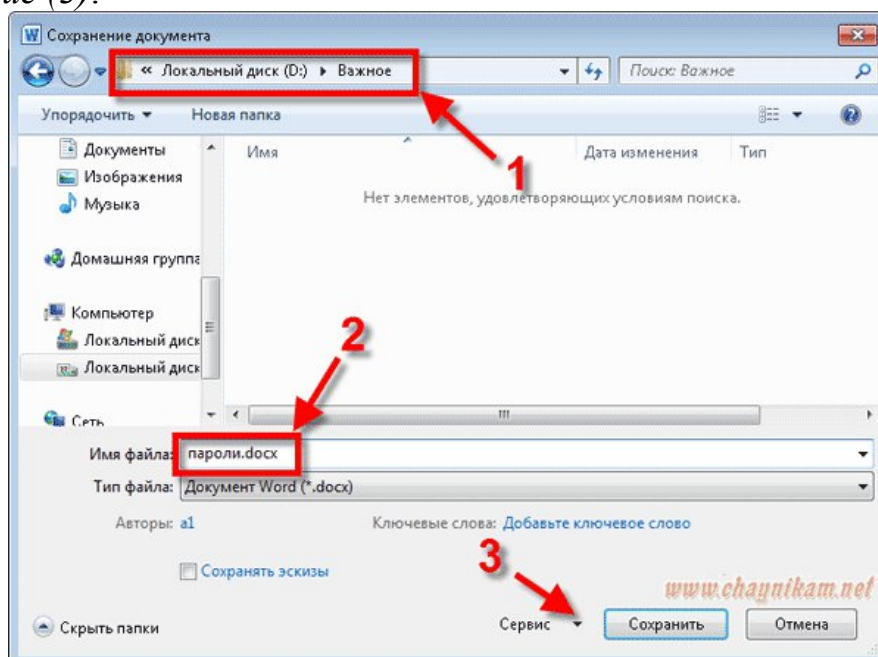 ие (3).
Сохранение документа
« Локальный диск (D:) Важное
Поиск: Важное
Упорядочить Новая папка
Документы
Изображения
Музыка
Домашняя группа
Компьютер
Локальный диск
Локальный диск
Сеть
Имя Дата изменения Тип
Нет элементов, удовлетворяющих условиям поиска.
1
2
Имя файла: пароли.docx
Тип файла: Документ Word (*.docx)
Авторы: a1 Ключевые слова: Добавьте ключевое слово
Сохранять эскизы
3
www.chaynikam.net
Скрыть папки Сервис Сохранить Отмена